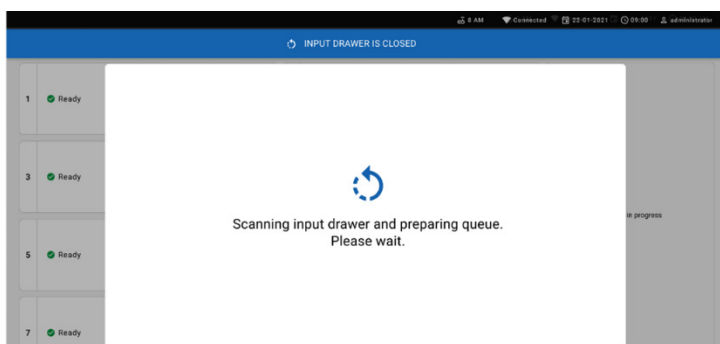 8 AM Connected 22-01-2021 09:00 administrator
INPUT DRAWER IS CLOSED
1 Ready
3 Ready
Scanning input drawer and preparing queue.
Please wait.
in progress
5 Ready
7 Ready